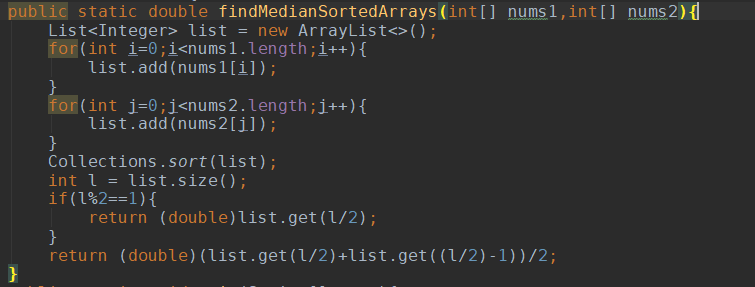 public static double findMedianSortedArrays(int[] nums1,int[] nums2){
    List<Integer> list = new ArrayList<>();
    for(int i=0;i<nums1.length;i++){
        list.add(nums1[i]);
    }
    for(int j=0;j<nums2.length;j++){
        list.add(nums2[j]);
    }
    Collections.sort(list);
    int l = list.size();
    if(l%2==1){
        return (double)list.get(l/2);
    }
    return (double)(list.get(l/2)+list.get((l/2)-1))/2;
}